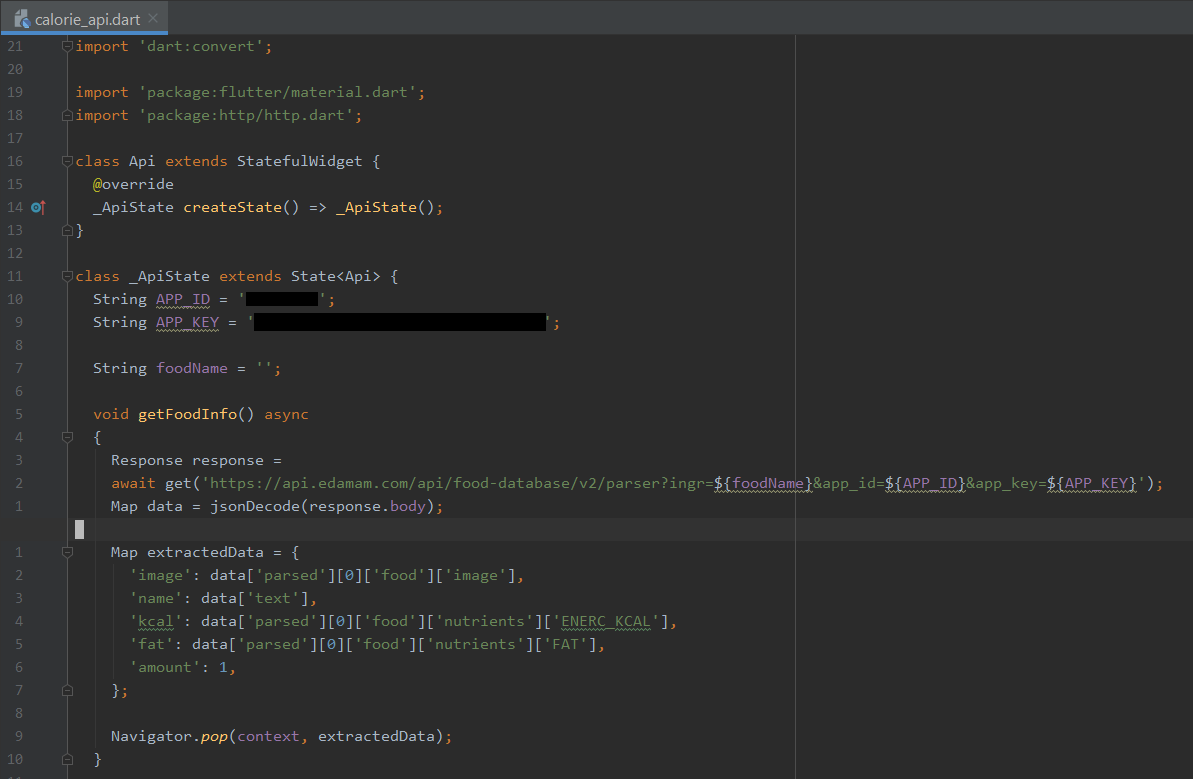 calorie_api.dart
21 import 'dart:convert';
20
19 import 'package:flutter/material.dart';
18 import 'package:http/http.dart';
17
16 class Api extends StatefulWidget {
15   @override
14   _ApiState createState() => _ApiState();
13 }
12
11 class _ApiState extends State<Api> {
10   String APP_ID = '';
9   String APP_KEY = '';
8
7   String foodName = '';
6
5   void getFoodInfo() async
4   {
3     Response response =
2     await get('https://api.edamam.com/api/food-database/v2/parser?ingr=${foodName}&app_id=${APP_ID}&app_key=${APP_KEY}');
1     Map data = jsonDecode(response.body);

1     Map extractedData = {
2       'image': data['parsed'][0]['food']['image'],
3       'name': data['text'],
4       'kcal': data['parsed'][0]['food']['nutrients']['ENERC_KCAL'],
5       'fat': data['parsed'][0]['food']['nutrients']['FAT'],
6       'amount': 1,
7     };
8
9     Navigator.pop(context, extractedData);
10   }